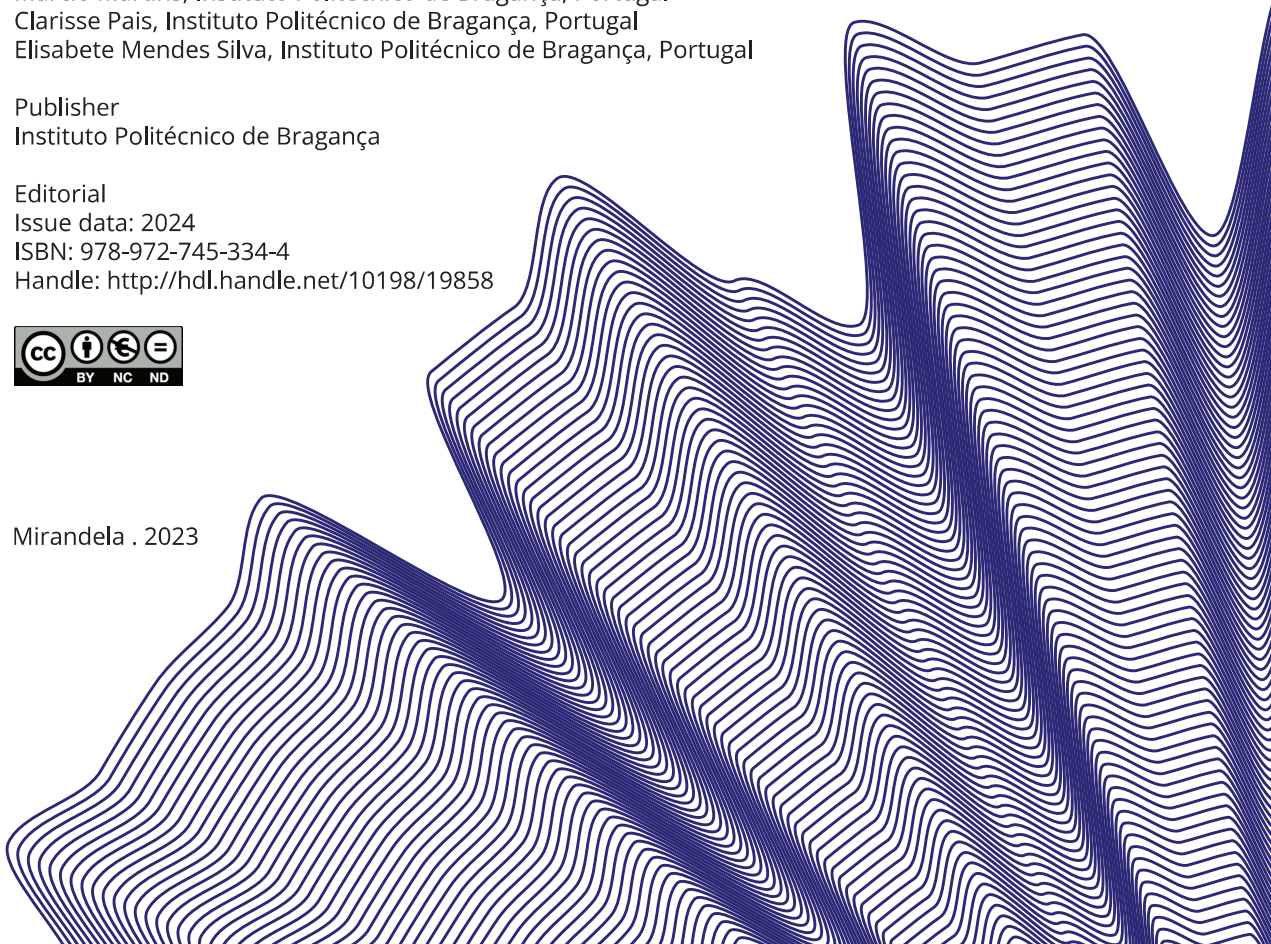 Clarisse Pais, Instituto Politécnico de Bragança, Portugal
Elisabete Mendes Silva, Instituto Politécnico de Bragança, Portugal
Publisher
Instituto Politécnico de Bragança
Editorial
Issue data: 2024
ISBN: 978-972-745-334-4
Handle: http://hdl.handle.net/10198/19858
cc
BY NC ND
Mirandela . 2023